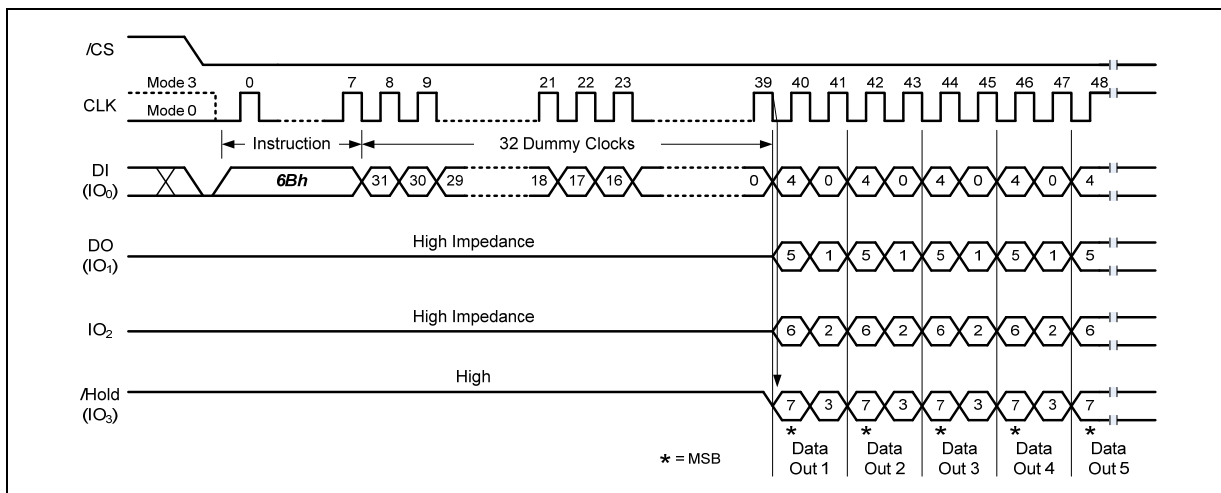 /CS
Mode 3 0 7 8 9 21 22 23 39 40 41 42 43 44 45 46 47 48
CLK Mode 0
Instruction 32 Dummy Clocks
DI
(IO0) 6Bh 31 30 29 18 17 16 0 4 0 4 0 4 0 4 0 4
High Impedance
DO
(IO1) 5 1 5 1 5 1 5 1 5
High Impedance
IO2 6 2 6 2 6 2 6 2 6
High
/Hold
(IO3) 7 3 7 3 7 3 7 3 7
* * * * *
* = MSB
Data Data Data Data Data
Out 1 Out 2 Out 3 Out 4 Out 5